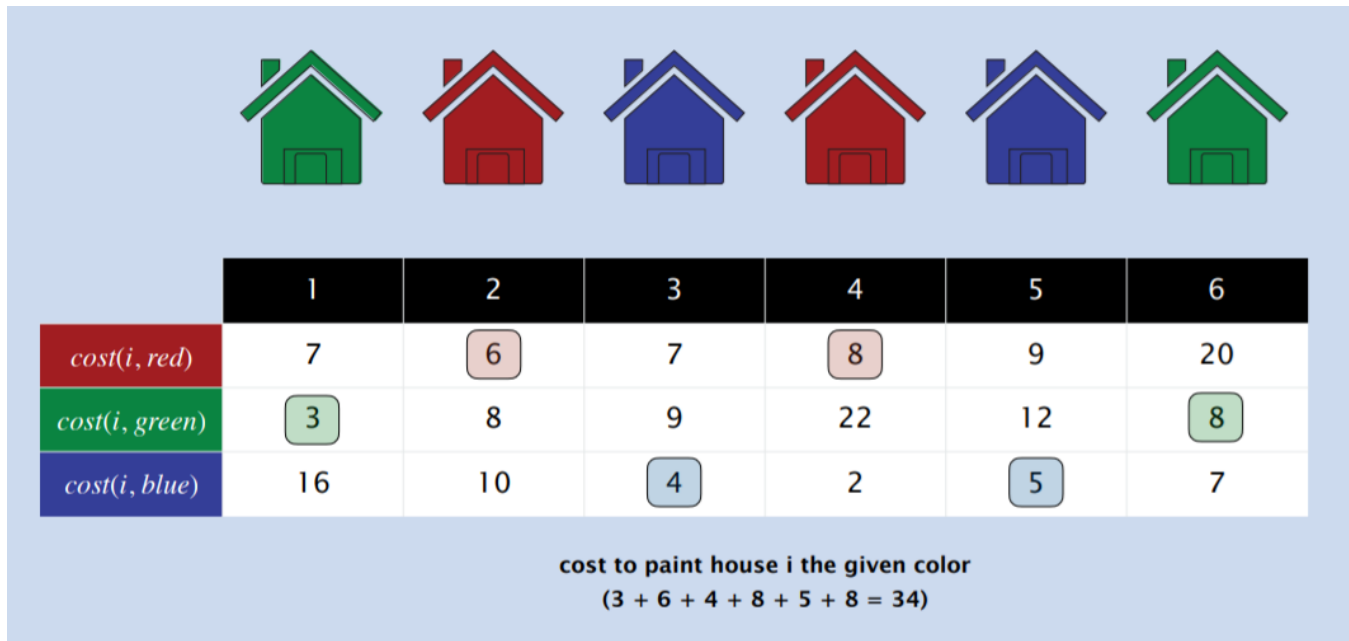 1 2 3 4 5 6
cost(i, red) 7 6 7 8 9 20
cost(i, green) 3 8 9 22 12 8
cost(i, blue) 16 10 4 2 5 7
cost to paint house i the given color
(3 + 6 + 4 + 8 + 5 + 8 = 34)